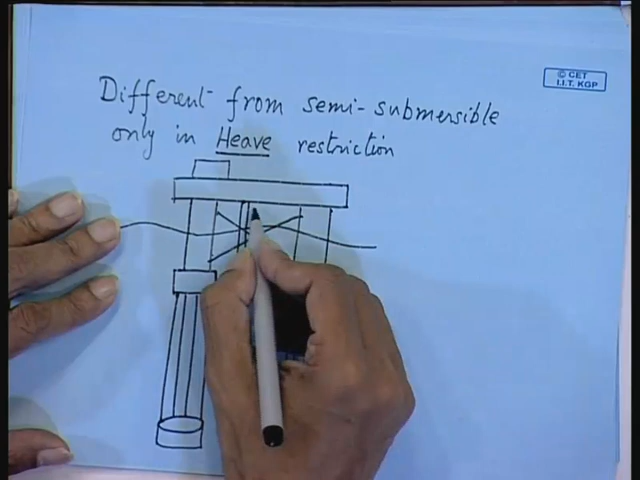 © CET
I.I.T. KGP
Different from semi-submersible
only in Heave restriction